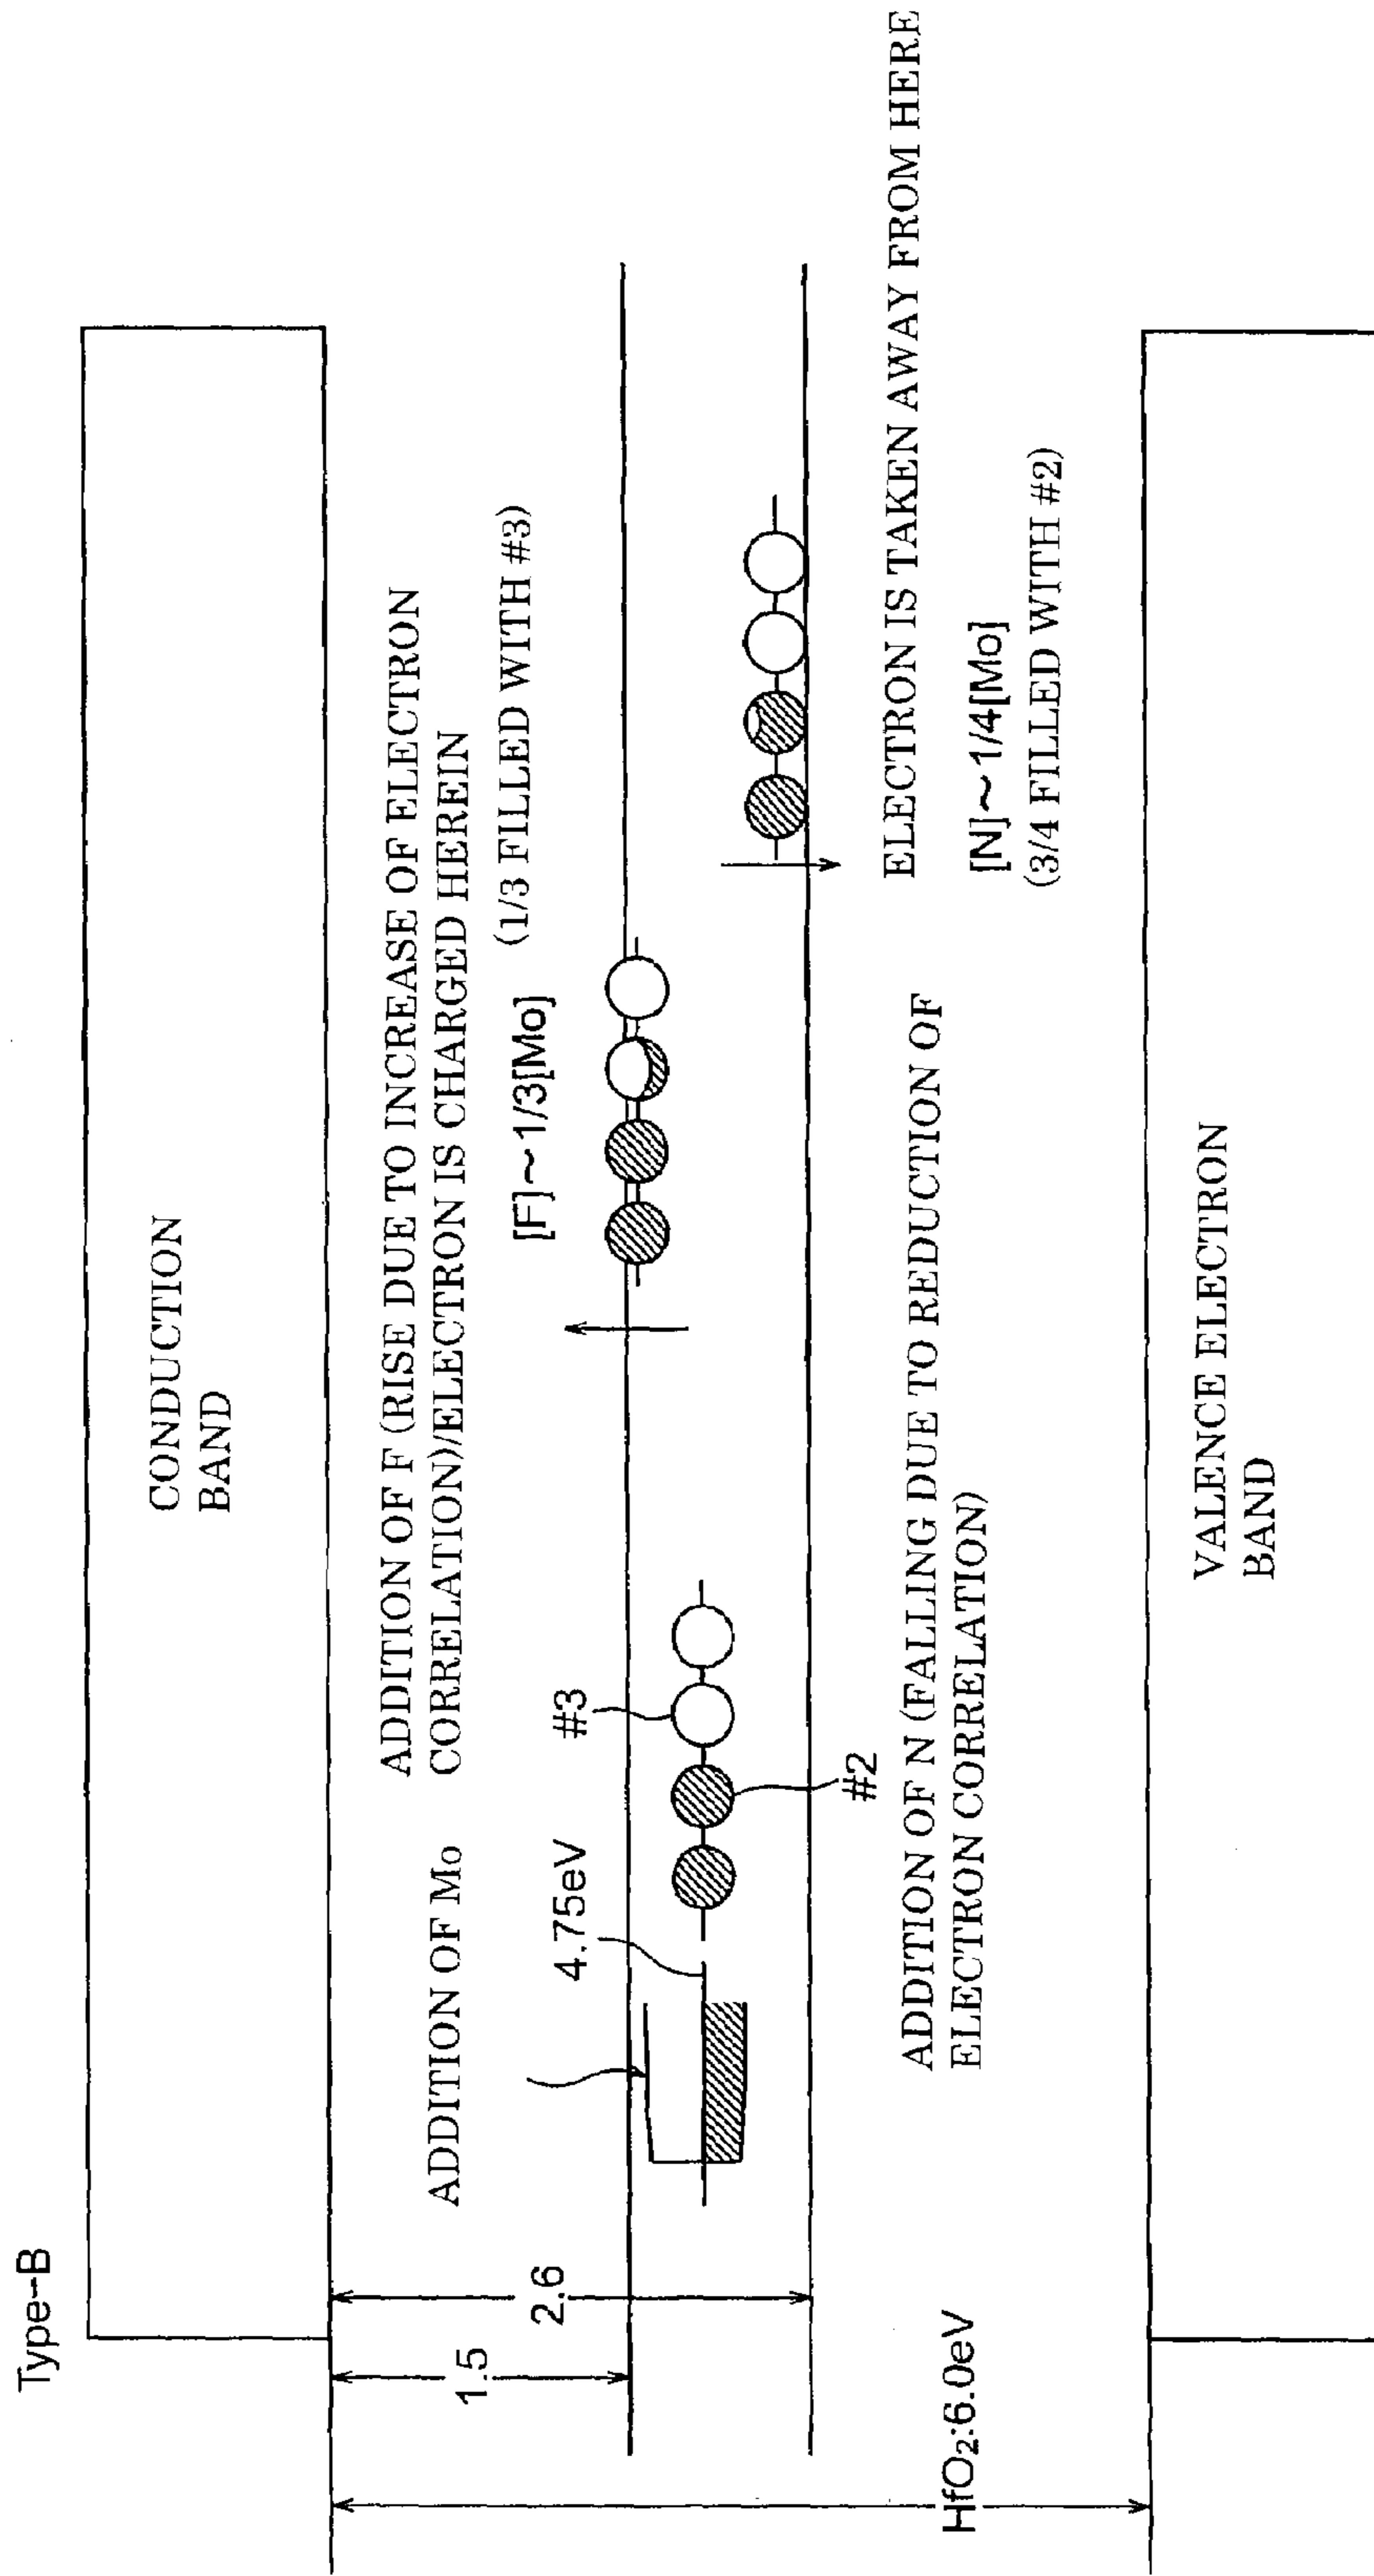 Type-B
CONDUCTION
BAND
ADDITION OF F (RISE DUE TO INCREASE OF ELECTRON
CORRELATION)/ELECTRON IS CHARGED HEREIN
ADDITION OF Mo
[F]~1/3[Mo]
(1/3 FILLED WITH #3)
1.5
2.6
4.75eV
#3
#2
ELECTRON IS TAKEN AWAY FROM HERE
ADDITION OF N (FALLING DUE TO REDUCTION OF
ELECTRON CORRELATION)
[N]~1/4[Mo]
(3/4 FILLED WITH #2)
HfO₂:6.0eV
VALENCE ELECTRON
BAND